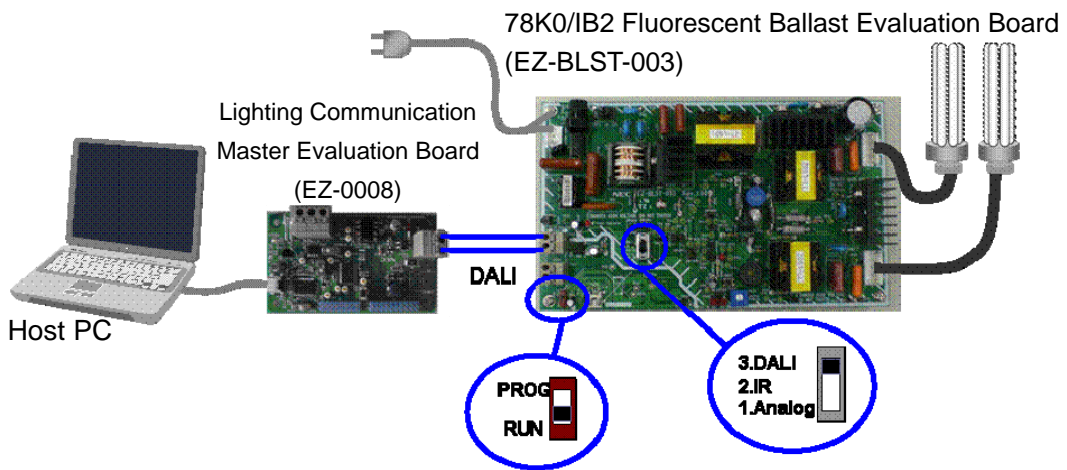 78K0/IB2 Fluorescent Ballast Evaluation Board
(EZ-BLST-003)
Lighting Communication
Master Evaluation Board
(EZ-0008)
DALI
Host PC
PROG
RUN
3.DALI
2.IR
1.Analog